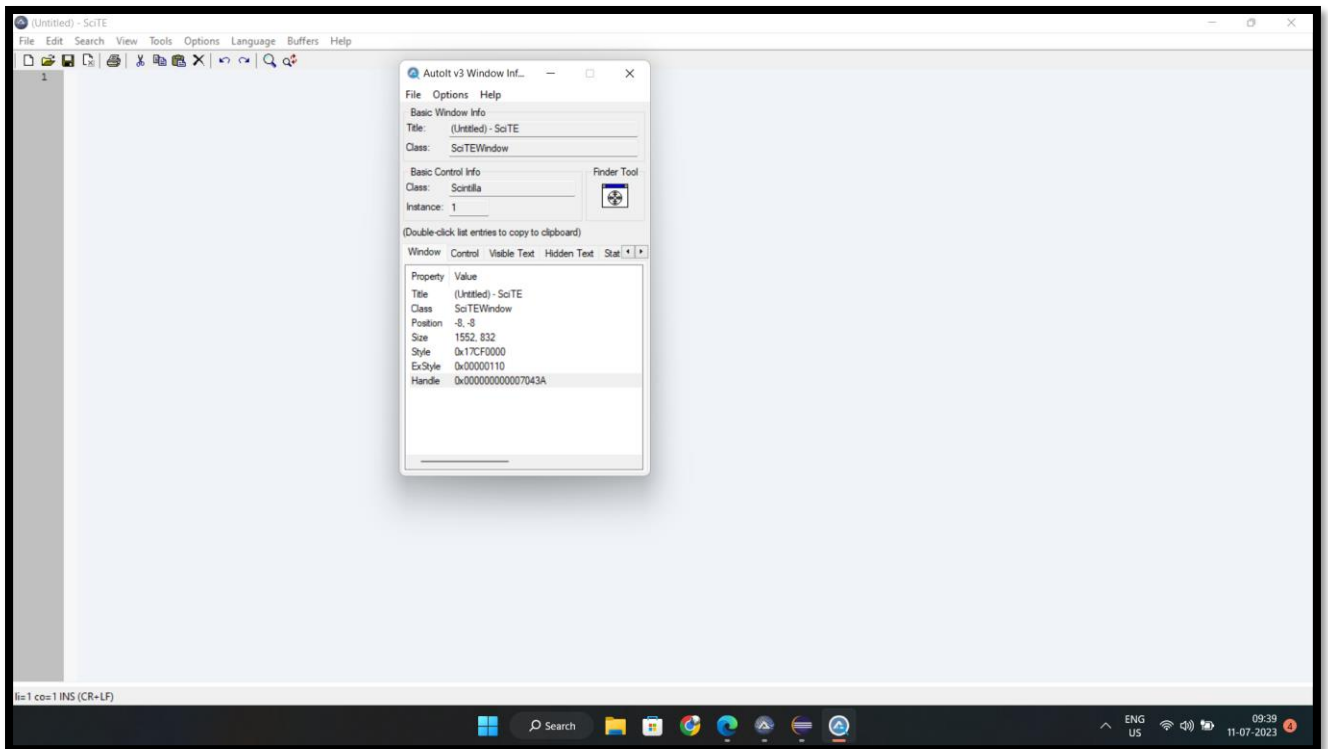 (Untitled) - SciTE
File Edit Search View Tools Options Language Buffers Help
1
AutoIt v3 Window Inf...
File Options Help
Basic Window Info
Title: (Untitled) - SciTE
Class: SciTEWindow
Basic Control Info
Finder Tool
Class: Scintilla
Instance: 1
(Double-click list entries to copy to clipboard)
Window Control Visible Text Hidden Text Stat
Property Value
Title (Untitled) - SciTE
Class SciTEWindow
Position -8, -8
Size 1552, 832
Style 0x17CF0000
ExStyle 0x00000110
Handle 0x000000000007043A
li=1 co=1 INS (CR+LF)
Search
ENG
US
09:39
11-07-2023
4